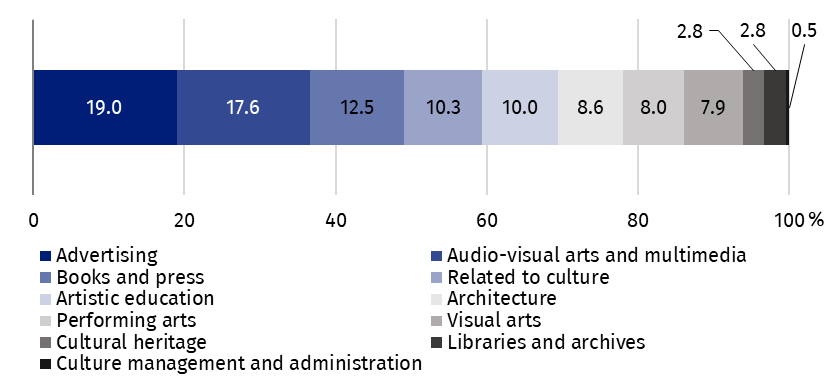 2.8 2.8 0.5
19.0 17.6 12.5 10.3 10.0 8.6 8.0 7.9
0 20 40 60 80 100 %
Advertising
Audio-visual arts and multimedia
Books and press
Related to culture
Artistic education
Architecture
Performing arts
Visual arts
Cultural heritage
Libraries and archives
Culture management and administration